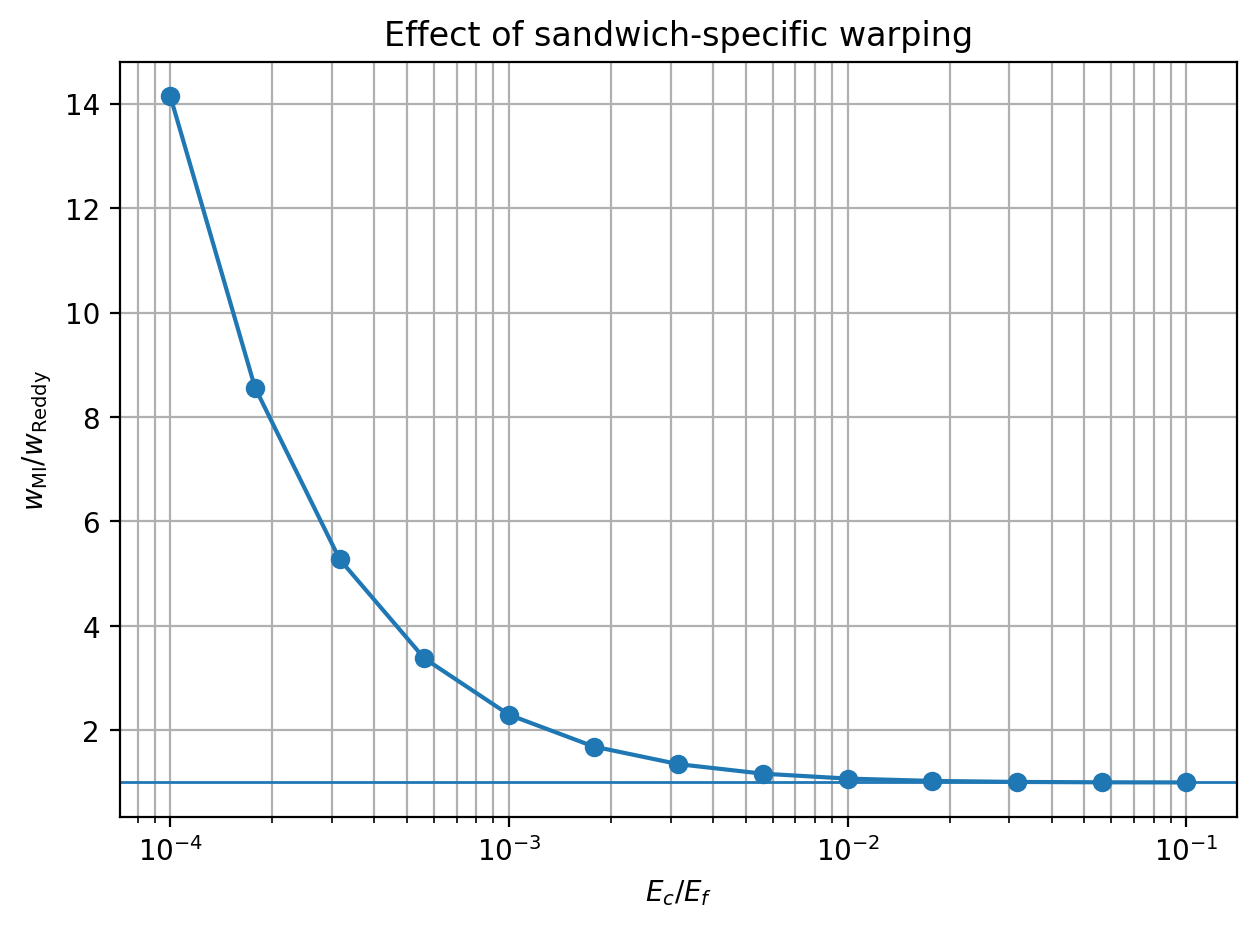 Effect of sandwich-specific warping
14
12
10
8
6
4
2
w_MI/w_Reddy
10⁻⁴ 10⁻³ 10⁻² 10⁻¹
E_c/E_f